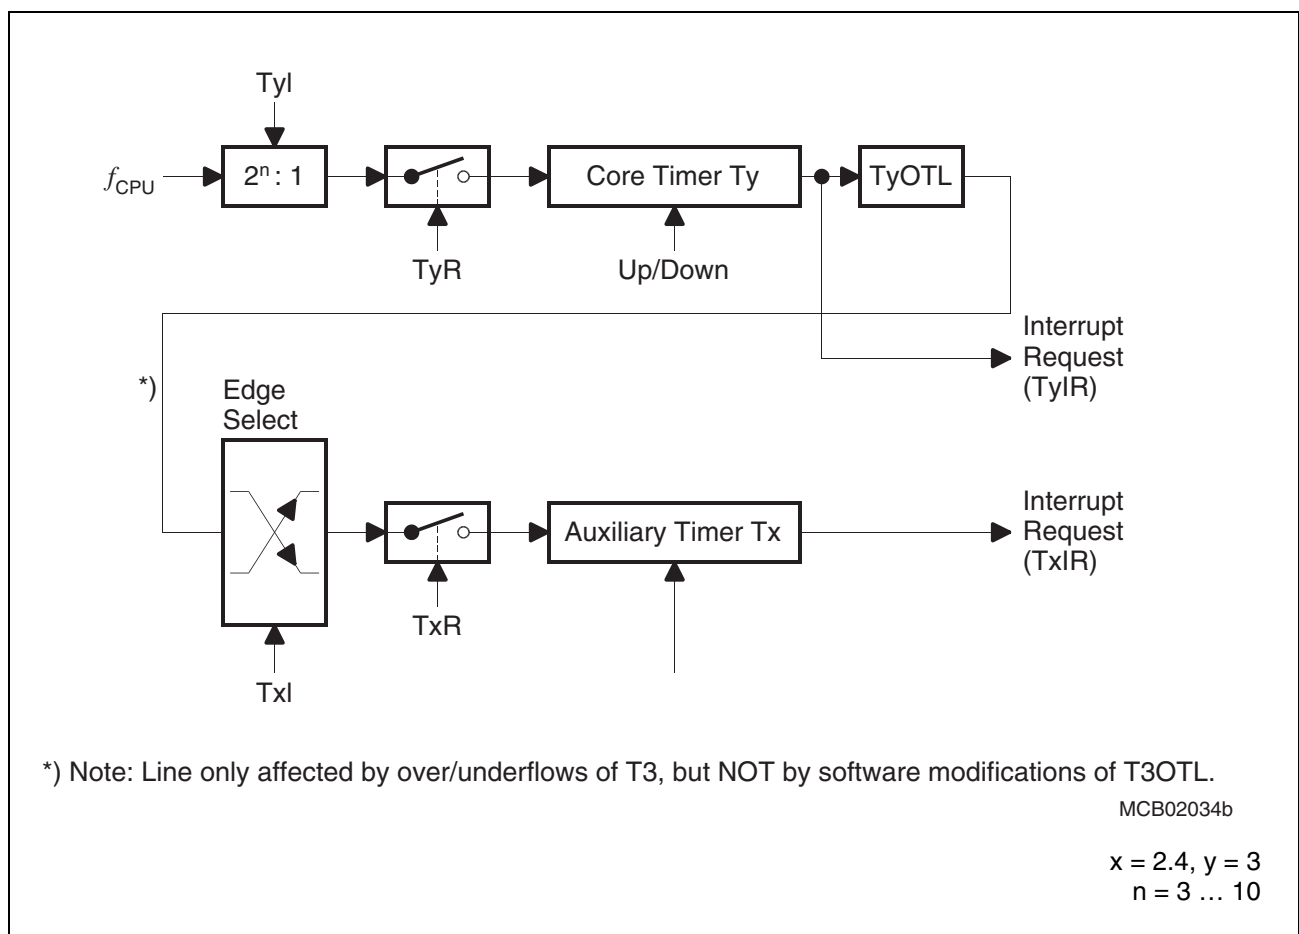 TyI
fCPU
2n : 1
Core Timer Ty
TyOTL
TyR
Up/Down
Interrupt
Request
(TyIR)
*)
Edge
Select
Auxiliary Timer Tx
Interrupt
Request
(TxIR)
TxR
TxI
*) Note: Line only affected by over/underflows of T3, but NOT by software modifications of T3OTL.
MCB02034b
x = 2.4, y = 3
n = 3 … 10